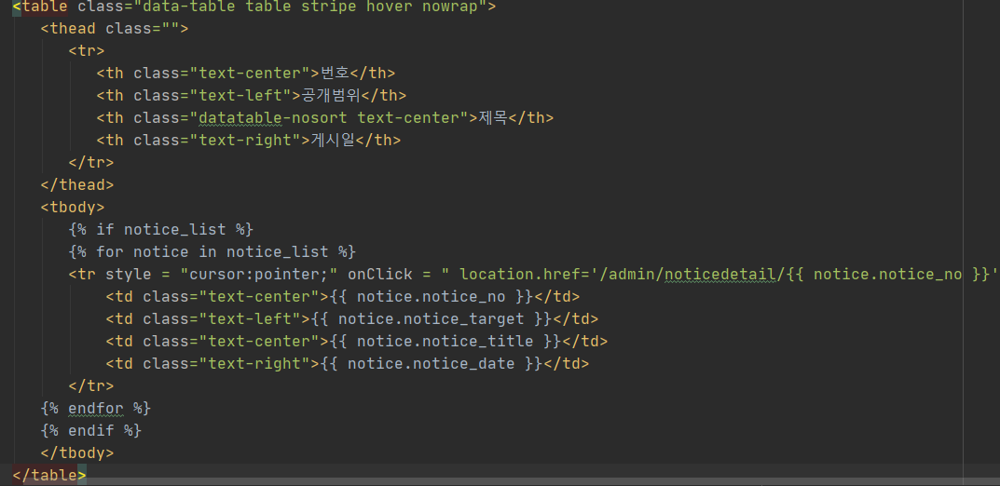 <table class="data-table table stripe hover nowrap">
<thead class="">
<tr>
<th class="text-center">번호</th>
<th class="text-left">공개범위</th>
<th class="datatable-nosort text-center">제목</th>
<th class="text-right">게시일</th>
</tr>
</thead>
<tbody>
{% if notice_list %}
{% for notice in notice_list %}
<tr style = "cursor:pointer;" onClick = " location.href='/admin/noticedetail/{{ notice.notice_no }}'
<td class="text-center">{{ notice.notice_no }}</td>
<td class="text-left">{{ notice.notice_target }}</td>
<td class="text-center">{{ notice.notice_title }}</td>
<td class="text-right">{{ notice.notice_date }}</td>
</tr>
{% endfor %}
{% endif %}
</tbody>
</table>